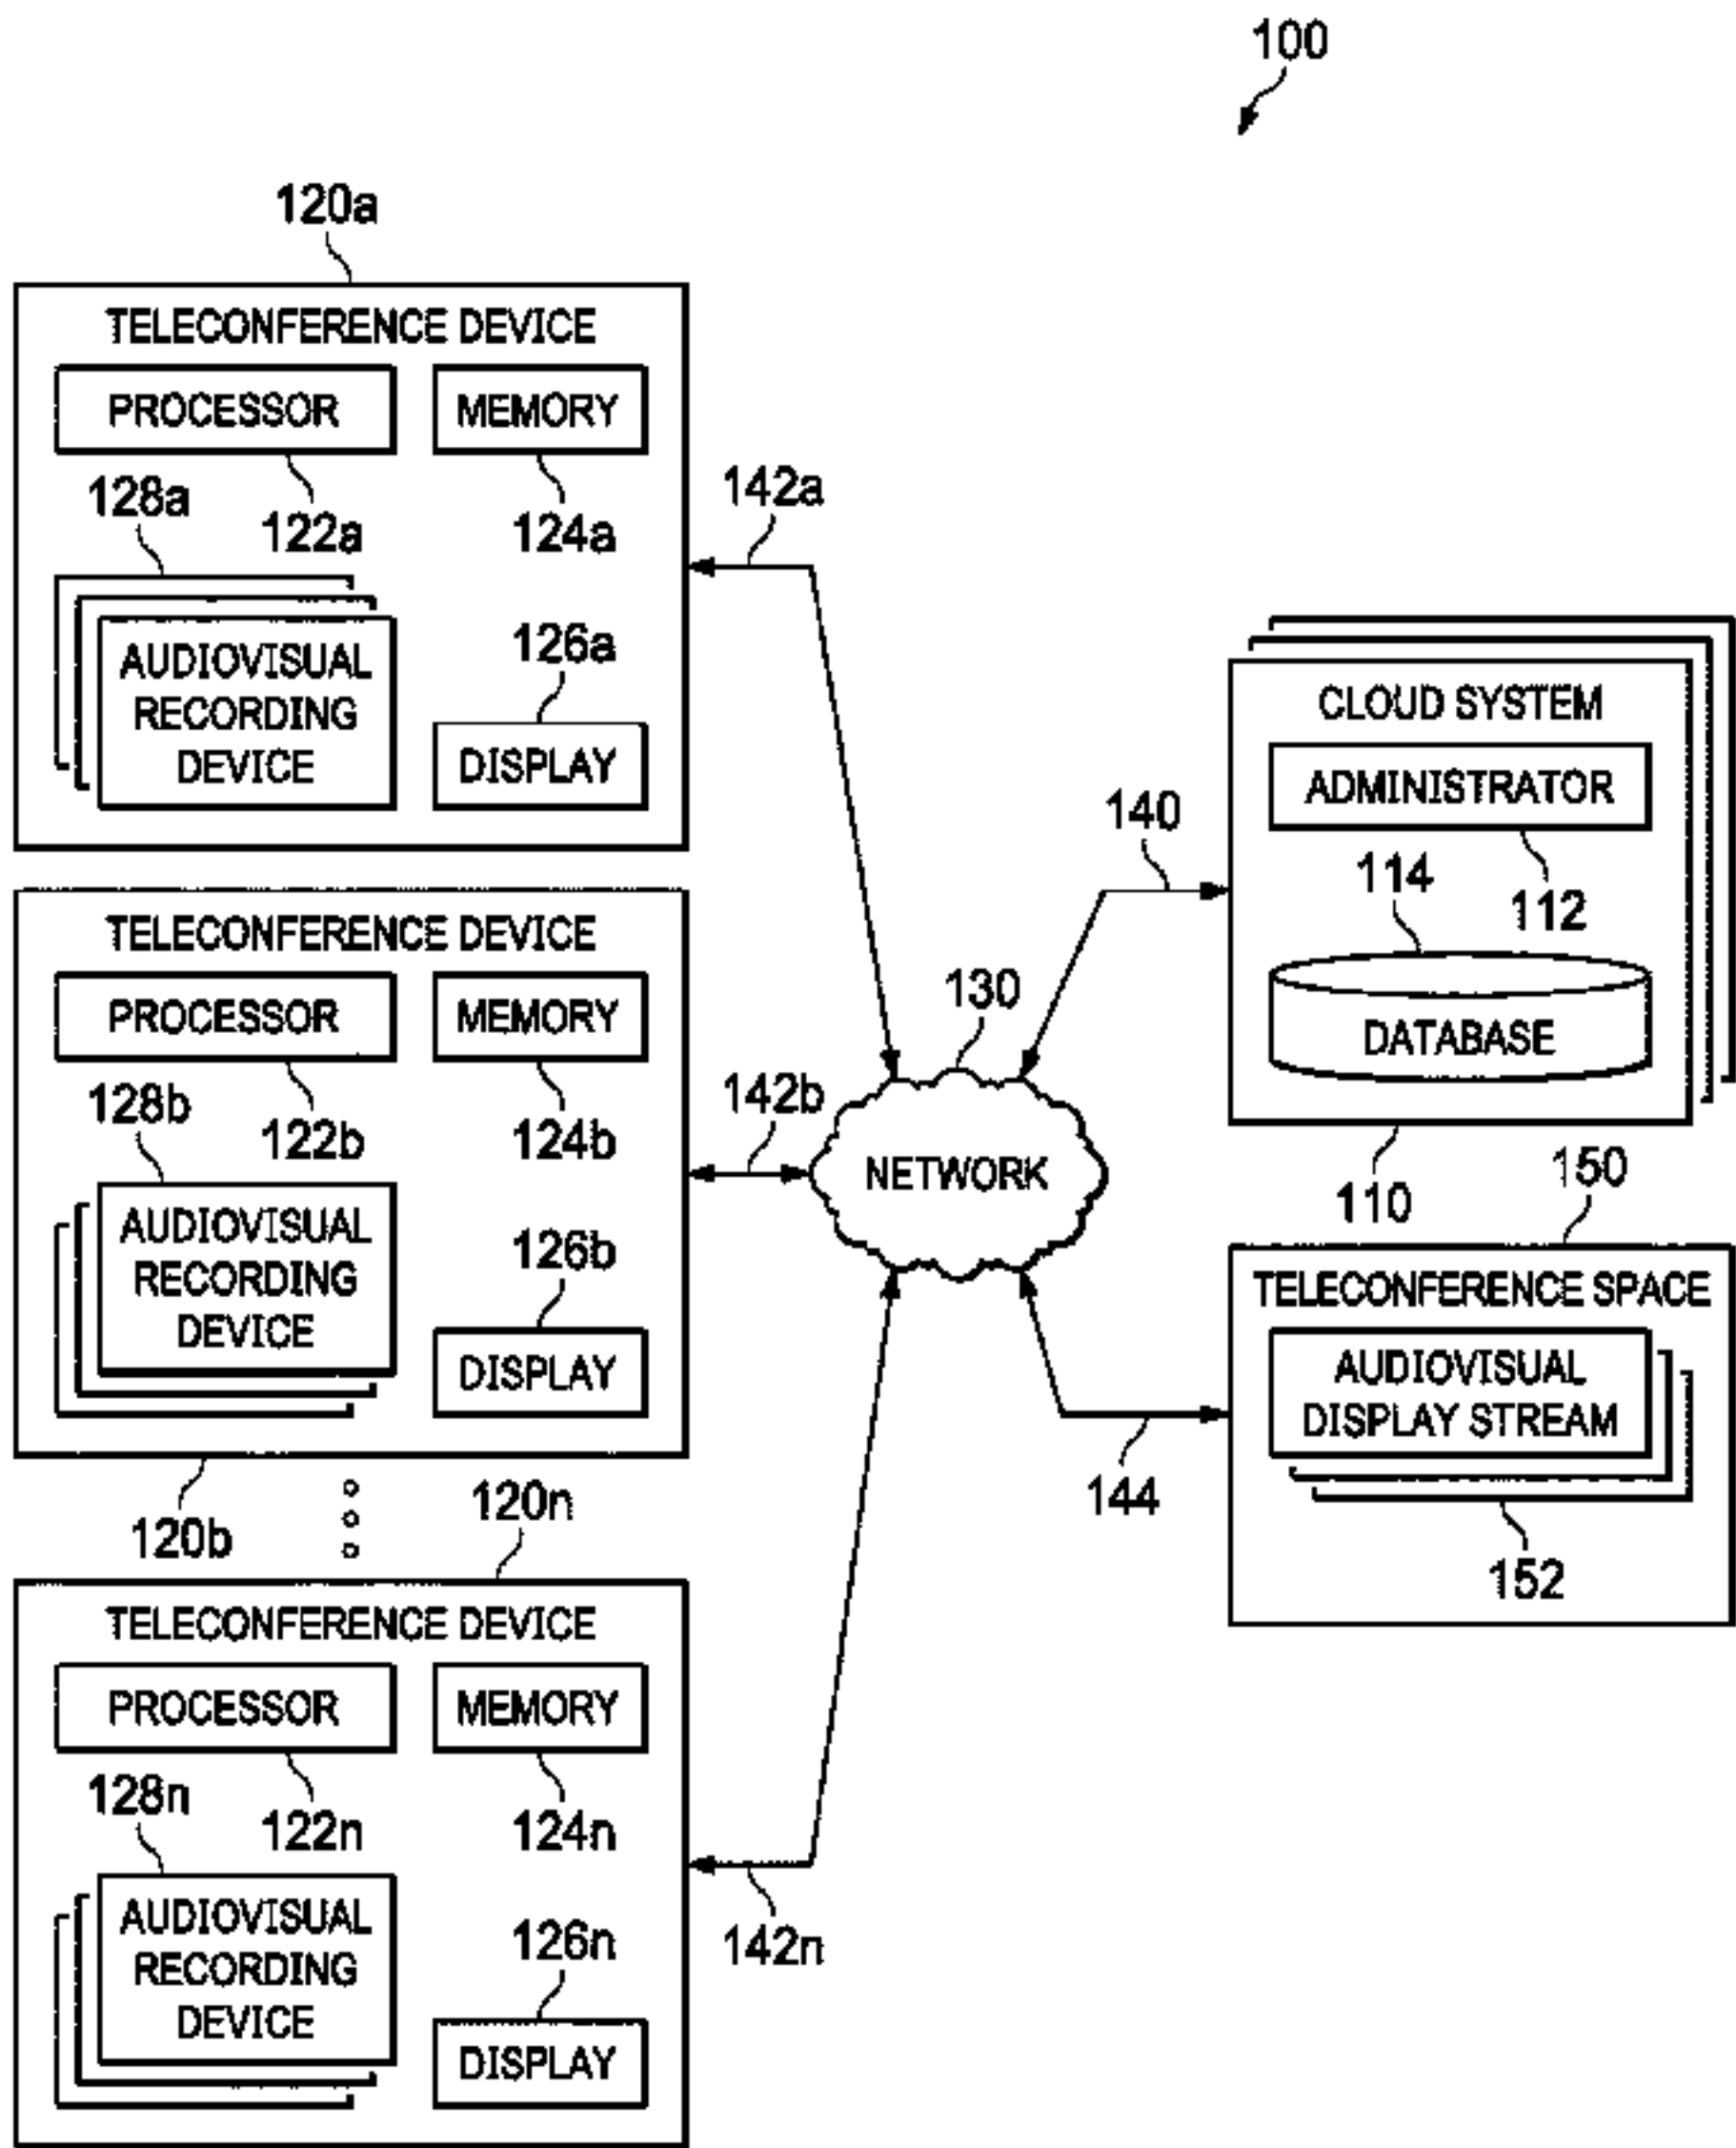 100
120a
TELECONFERENCE DEVICE
PROCESSOR
MEMORY
128a
122a
124a
AUDIOVISUAL
RECORDING
DEVICE
126a
DISPLAY
142a
TELECONFERENCE DEVICE
PROCESSOR
MEMORY
128b
122b
124b
AUDIOVISUAL
RECORDING
DEVICE
126b
DISPLAY
142b
120b
120n
TELECONFERENCE DEVICE
PROCESSOR
MEMORY
128n
122n
124n
AUDIOVISUAL
RECORDING
DEVICE
126n
DISPLAY
142n
130
NETWORK
140
CLOUD SYSTEM
ADMINISTRATOR
114
112
DATABASE
110
150
TELECONFERENCE SPACE
AUDIOVISUAL
DISPLAY STREAM
144
152